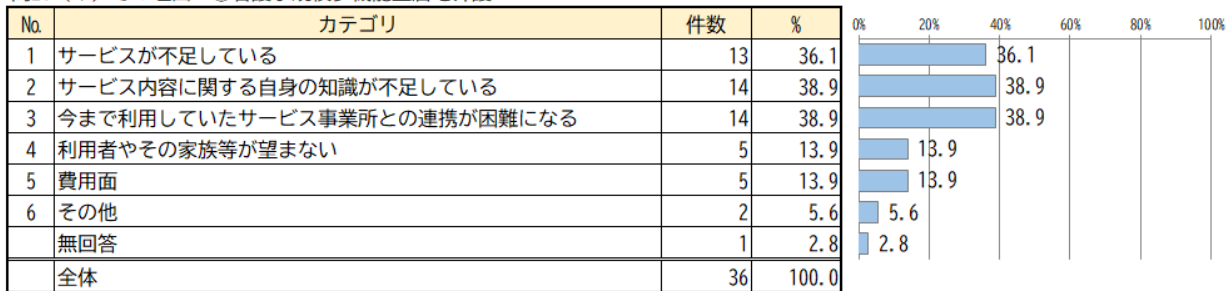 No. カテゴリ 件数 % 0% 20% 40% 60% 80% 100%
1 サービスが不足している 13 36.1 36.1
2 サービス内容に関する自身の知識が不足している 14 38.9 38.9
3 今まで利用していたサービス事業所との連携が困難になる 14 38.9 38.9
4 利用者やその家族等が望まない 5 13.9 13.9
5 費用面 5 13.9 13.9
6 その他 2 5.6 5.6
無回答 1 2.8 2.8
全体 36 100.0